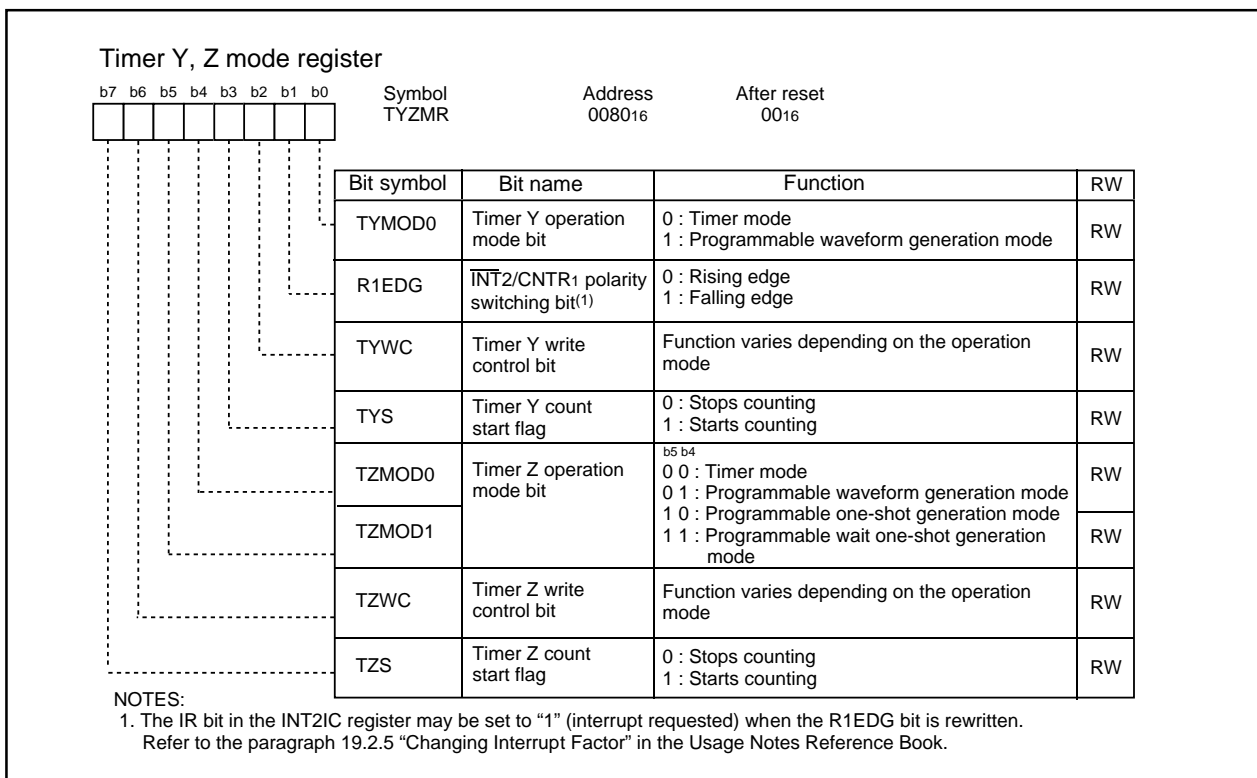 Timer Y, Z mode register
b7 b6 b5 b4 b3 b2 b1 b0
Symbol Address After reset
TYZMR 008016 0016
Bit symbol Bit name Function RW
TYMOD0 Timer Y operation mode bit 0 : Timer mode RW
1 : Programmable waveform generation mode
R1EDG INT2/CNTR1 polarity switching bit(1) 0 : Rising edge RW
1 : Falling edge
TYWC Timer Y write control bit Function varies depending on the operation mode RW
TYS Timer Y count start flag 0 : Stops counting RW
1 : Starts counting
TZMOD0 Timer Z operation mode bit b5 b4 RW
0 0 : Timer mode
0 1 : Programmable waveform generation mode
1 0 : Programmable one-shot generation mode
TZMOD1 1 1 : Programmable wait one-shot generation mode RW
TZWC Timer Z write control bit Function varies depending on the operation mode RW
TZS Timer Z count start flag 0 : Stops counting RW
1 : Starts counting
NOTES:
1. The IR bit in the INT2IC register may be set to “1” (interrupt requested) when the R1EDG bit is rewritten.
Refer to the paragraph 19.2.5 “Changing Interrupt Factor” in the Usage Notes Reference Book.